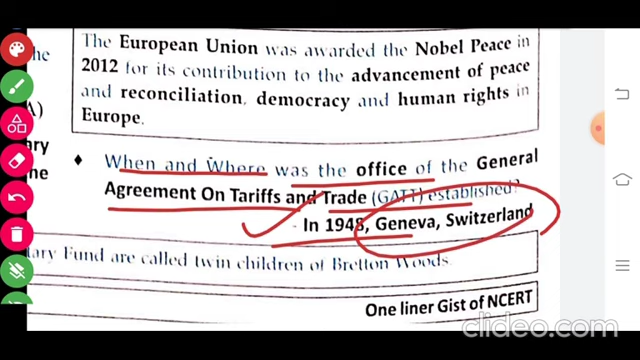 he
The European Union was awarded the Nobel Peace in
2012 for its contribution to the advancement of peace
and reconciliation, democracy and human rights in
Europe.
A)
ary
ne
♦ When and Where was the office of the General
Agreement On Tariffs and Trade (GATT) established?
- In 1948, Geneva, Switzerland
tary Fund are called twin children of Bretton Woods.
One liner Gist of NCERT
clideo.com